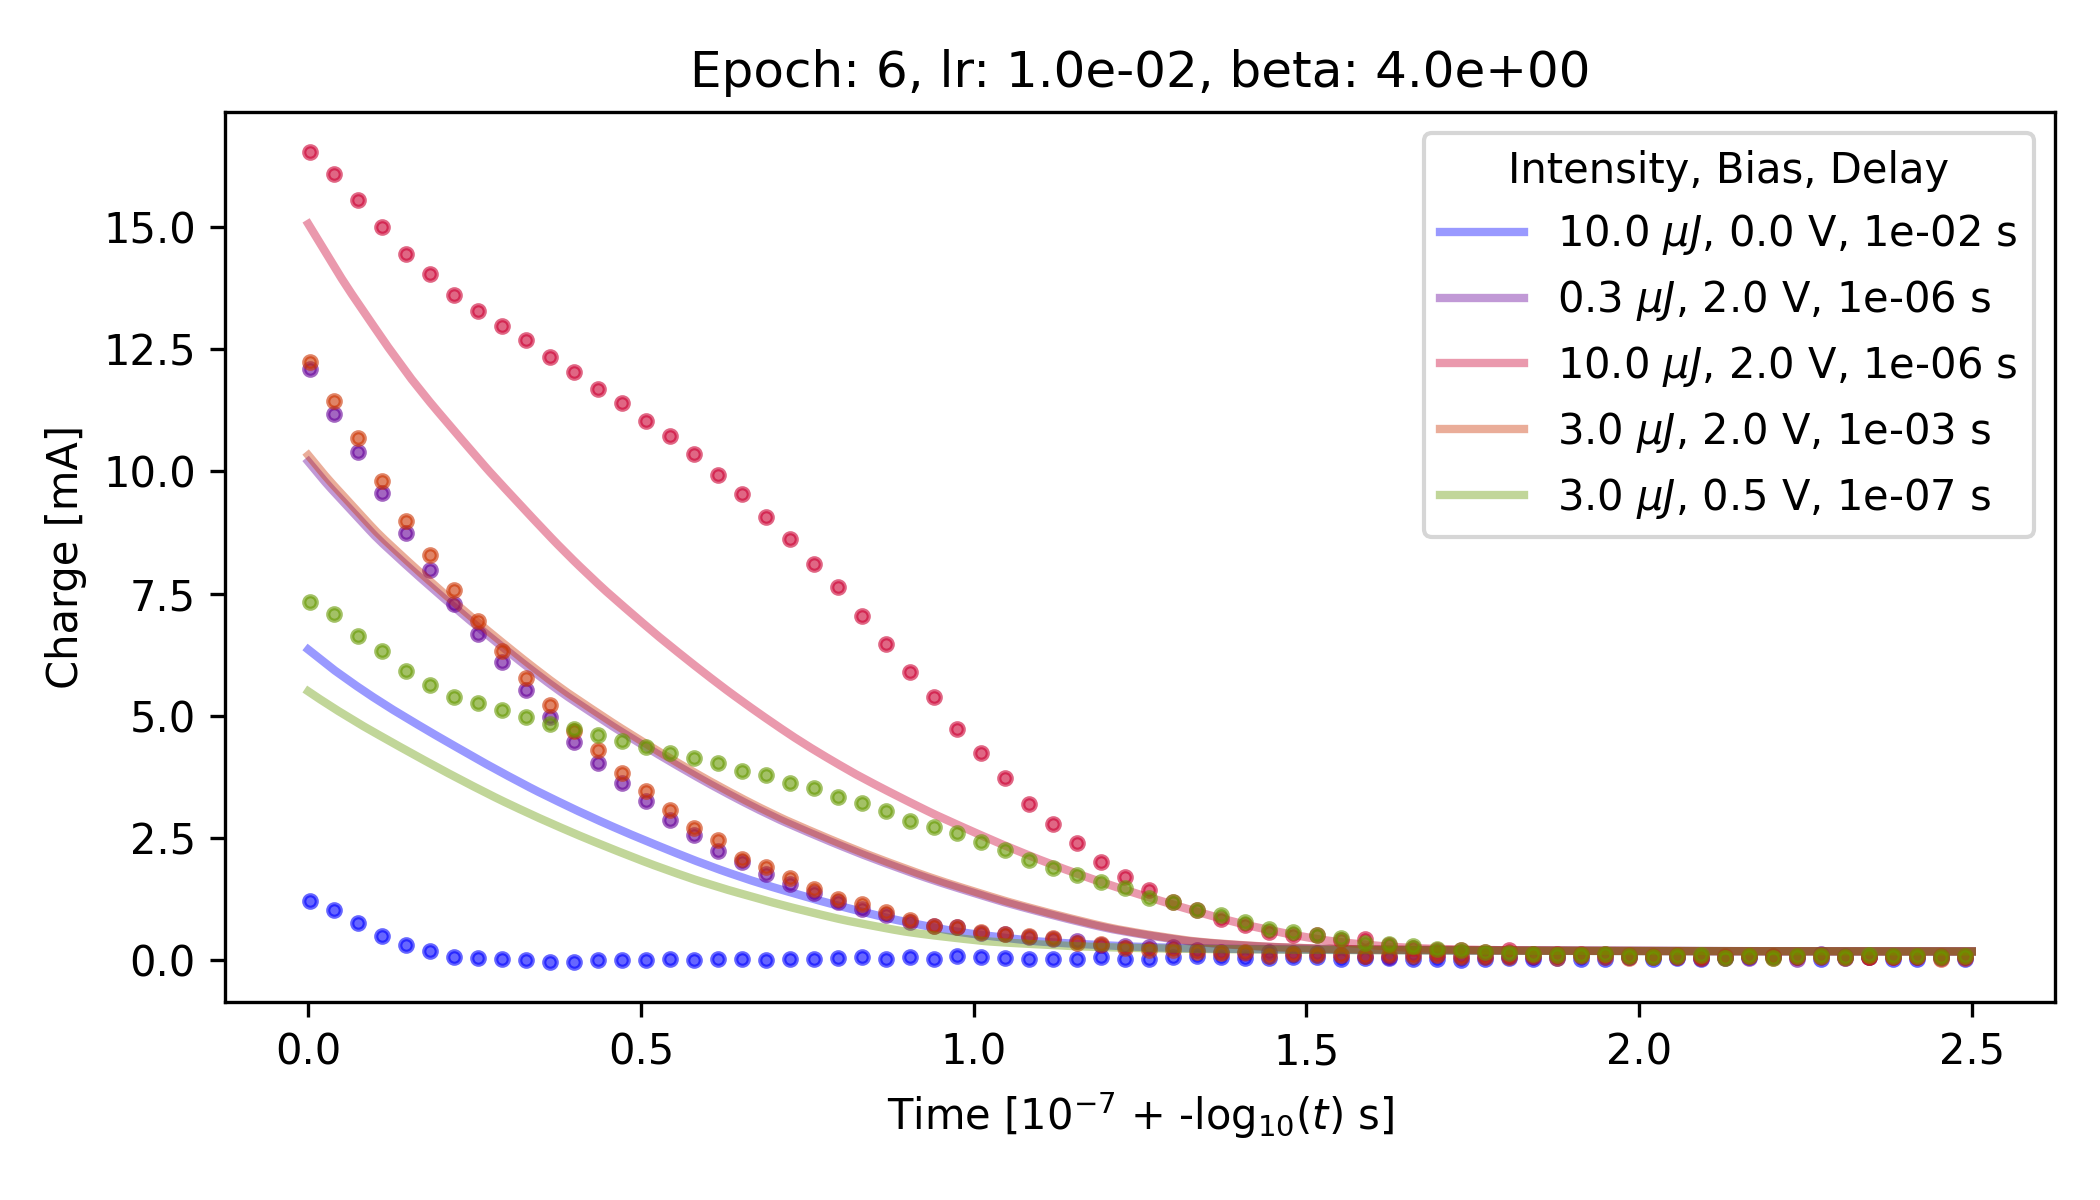 Epoch: 6, lr: 1.0e-02, beta: 4.0e+00
Charge [mA]
15.0
12.5
10.0
7.5
5.0
2.5
0.0
Intensity, Bias, Delay
10.0 μJ, 0.0 V, 1e-02 s
0.3 μJ, 2.0 V, 1e-06 s
10.0 μJ, 2.0 V, 1e-06 s
3.0 μJ, 2.0 V, 1e-03 s
3.0 μJ, 0.5 V, 1e-07 s
0.0 0.5 1.0 1.5 2.0 2.5
Time [10⁻⁷ + -log₁₀(t) s]